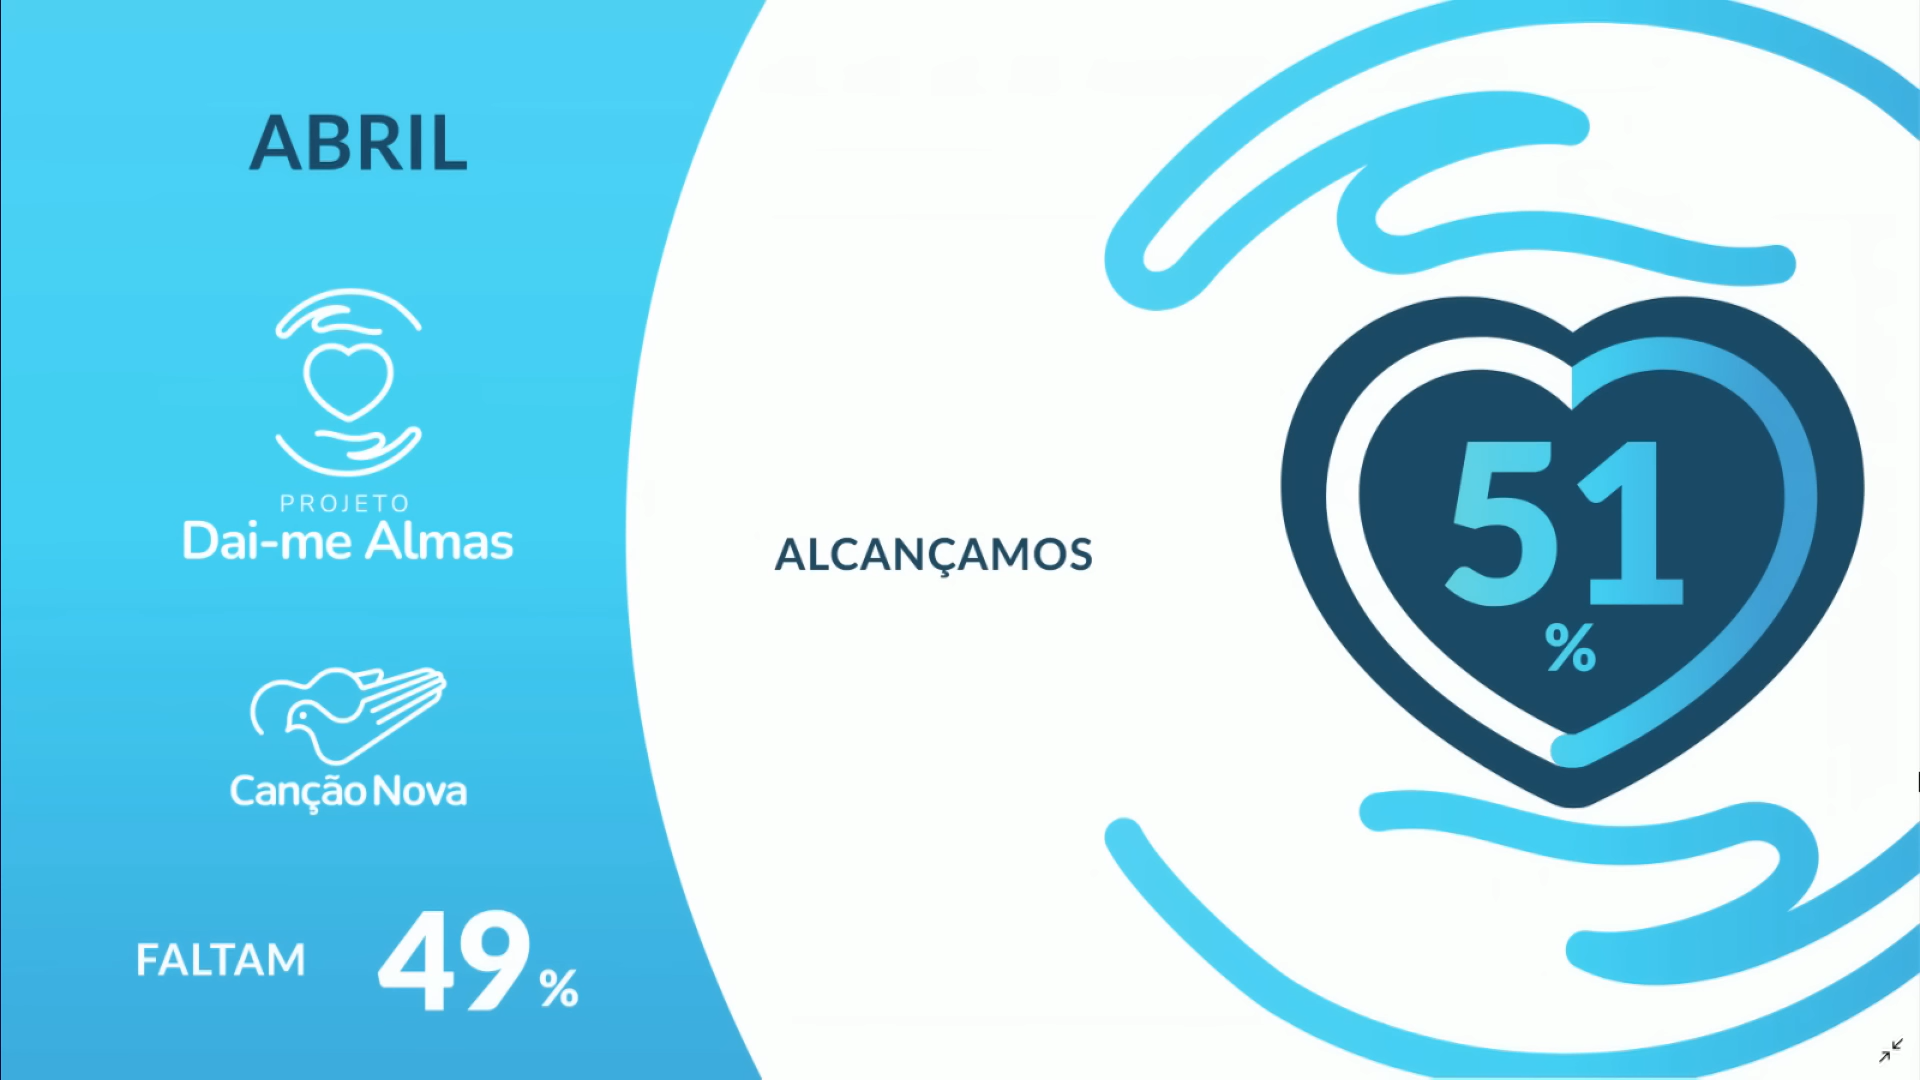 ABRIL
PROJETO
Dai-me Almas
Canção Nova
FALTAM 49%
ALCANÇAMOS
51
%